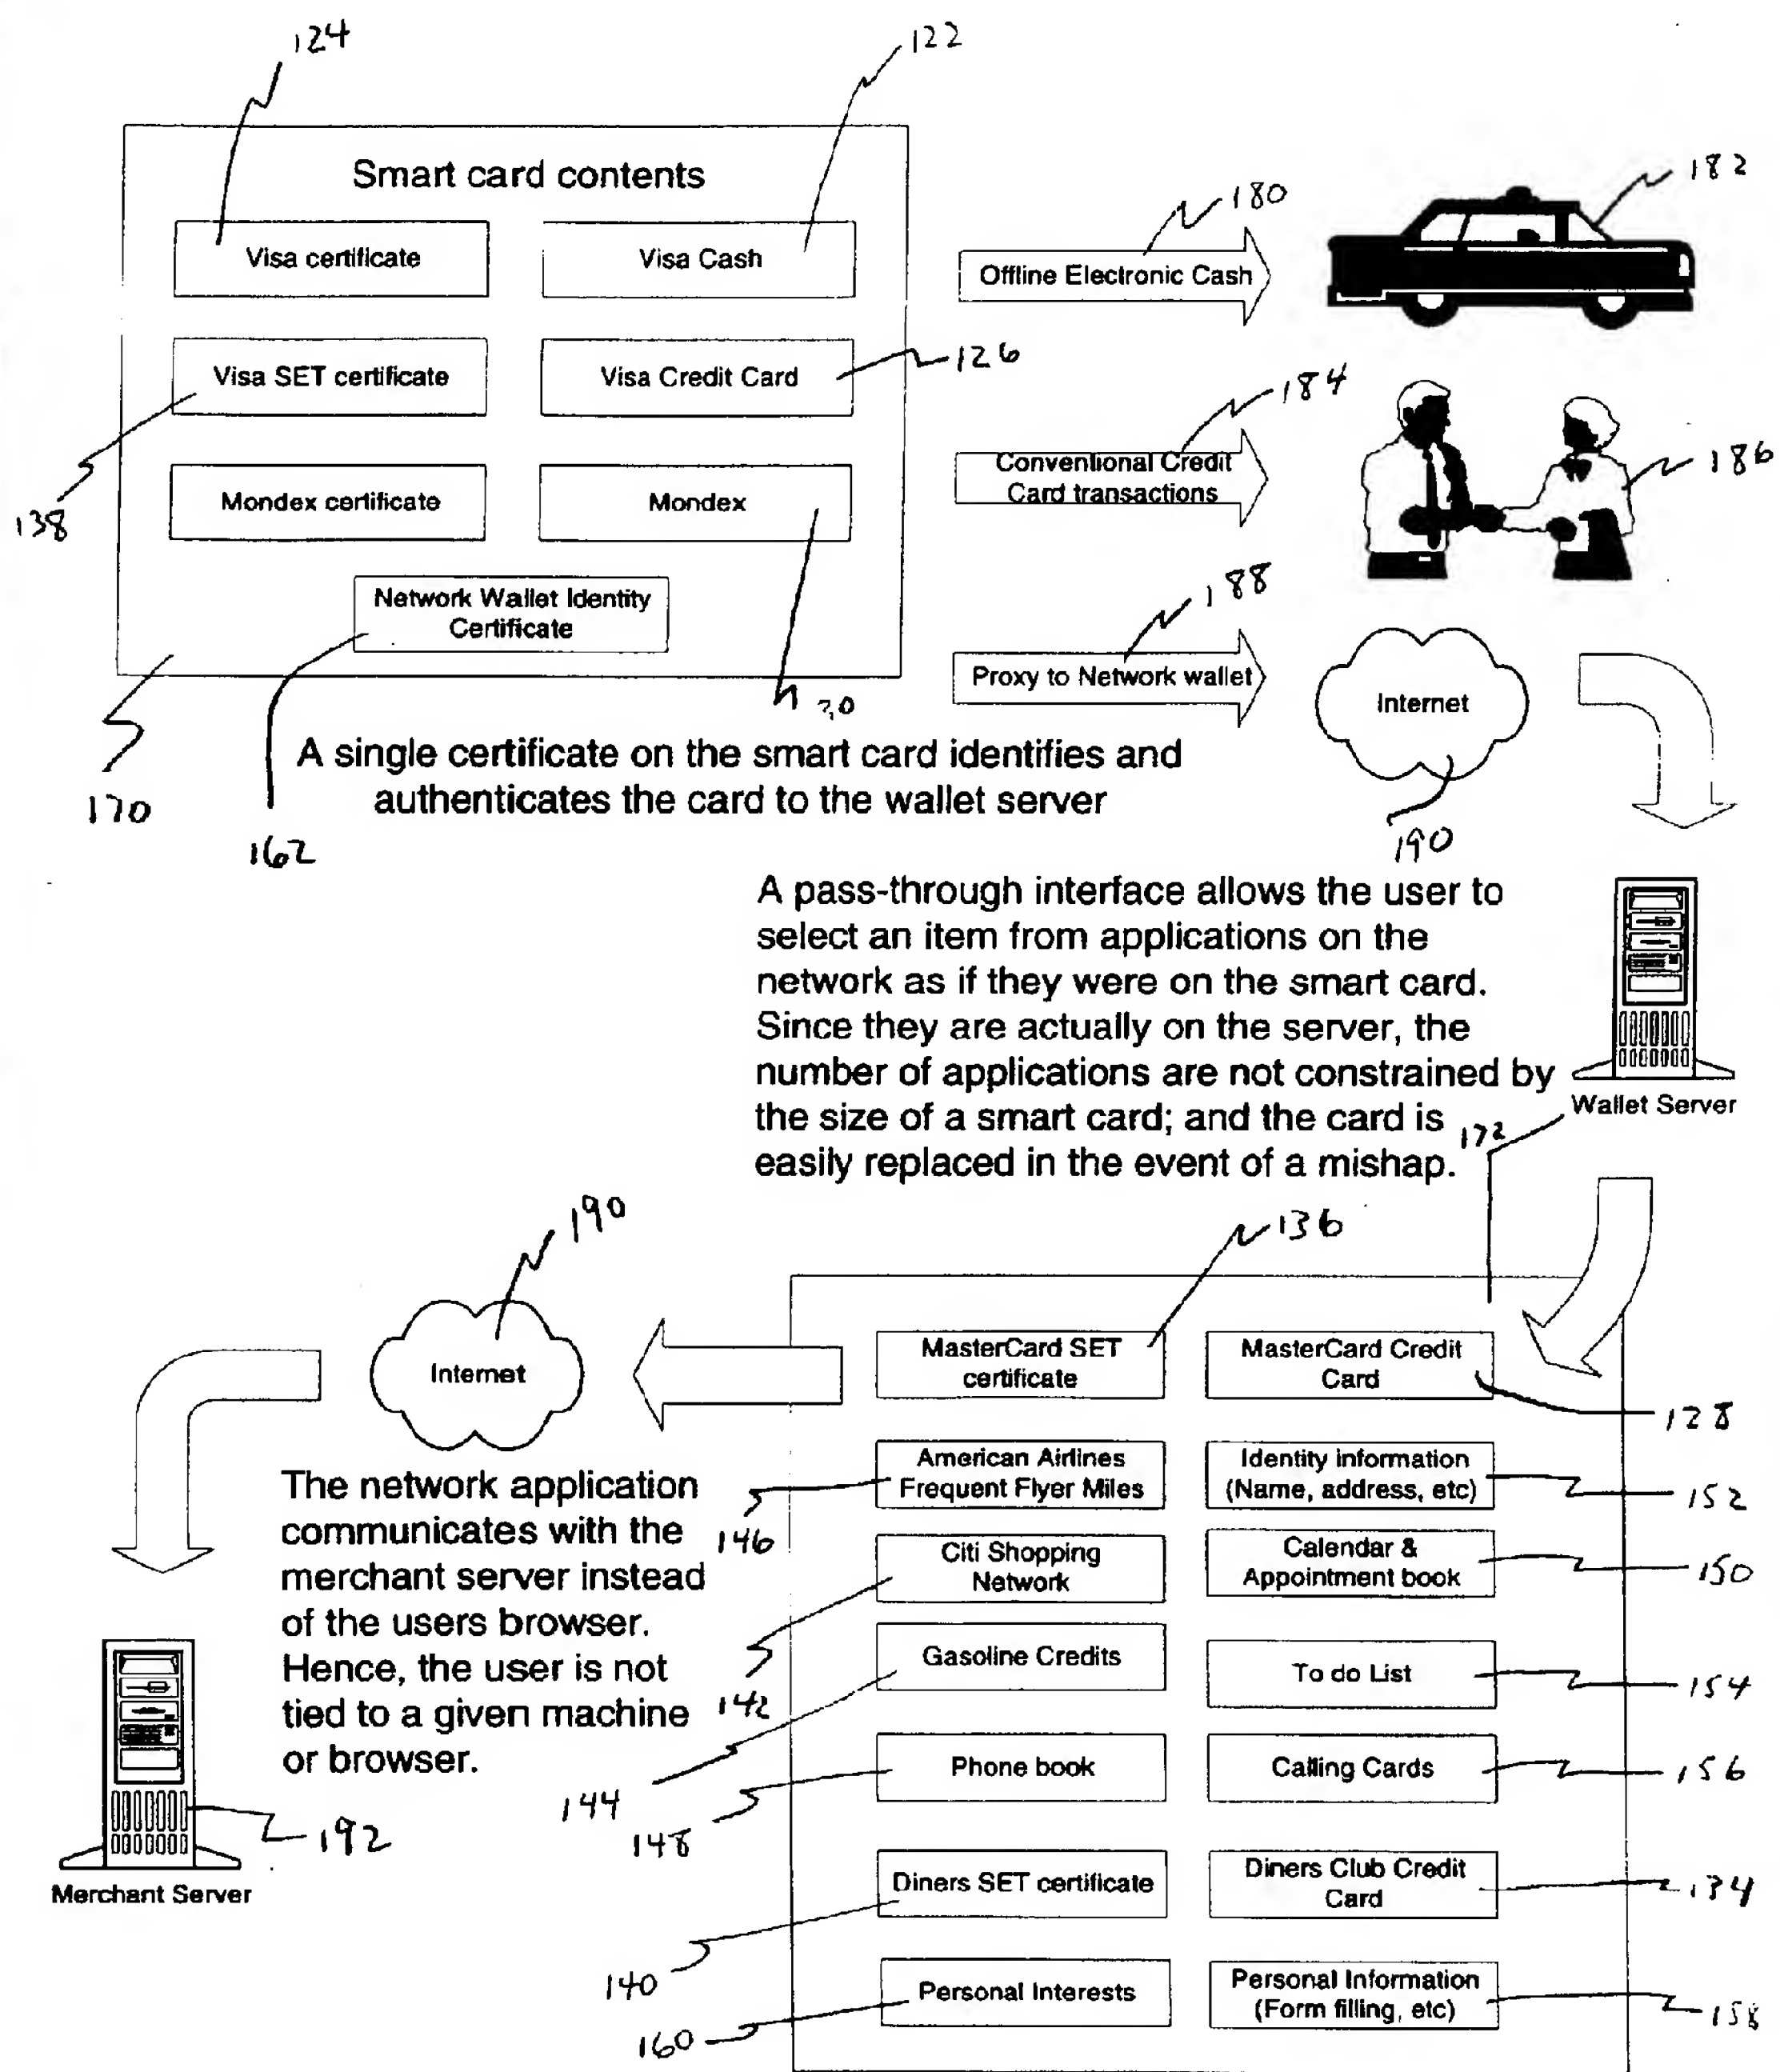 124
122
Smart card contents
182
180
Visa certificate
Visa Cash
Offline Electronic Cash
126
184
Visa SET certificate
Visa Credit Card
Conventional Credit
Card transactions
186
138
Mondex certificate
Mondex
188
Network Wallet Identity
Certificate
Proxy to Network wallet
Internet
170
162
190
A single certificate on the smart card identifies and
authenticates the card to the wallet server
A pass-through interface allows the user to
select an item from applications on the
network as if they were on the smart card.
Since they are actually on the server, the
number of applications are not constrained by
the size of a smart card; and the card is
easily replaced in the event of a mishap.
Wallet Server
172
190
136
Internet
MasterCard SET
certificate
MasterCard Credit
Card
128
The network application
communicates with the
merchant server instead
of the users browser.
Hence, the user is not
tied to a given machine
or browser.
American Airlines
Frequent Flyer Miles
146
Identity information
(Name, address, etc)
152
Citi Shopping
Network
142
Calendar &
Appointment book
150
Gasoline Credits
144
To do List
154
Phone book
148
Calling Cards
156
192
Merchant Server
Diners SET certificate
140
Diners Club Credit
Card
134
Personal Interests
160
Personal Information
(Form filling, etc)
158